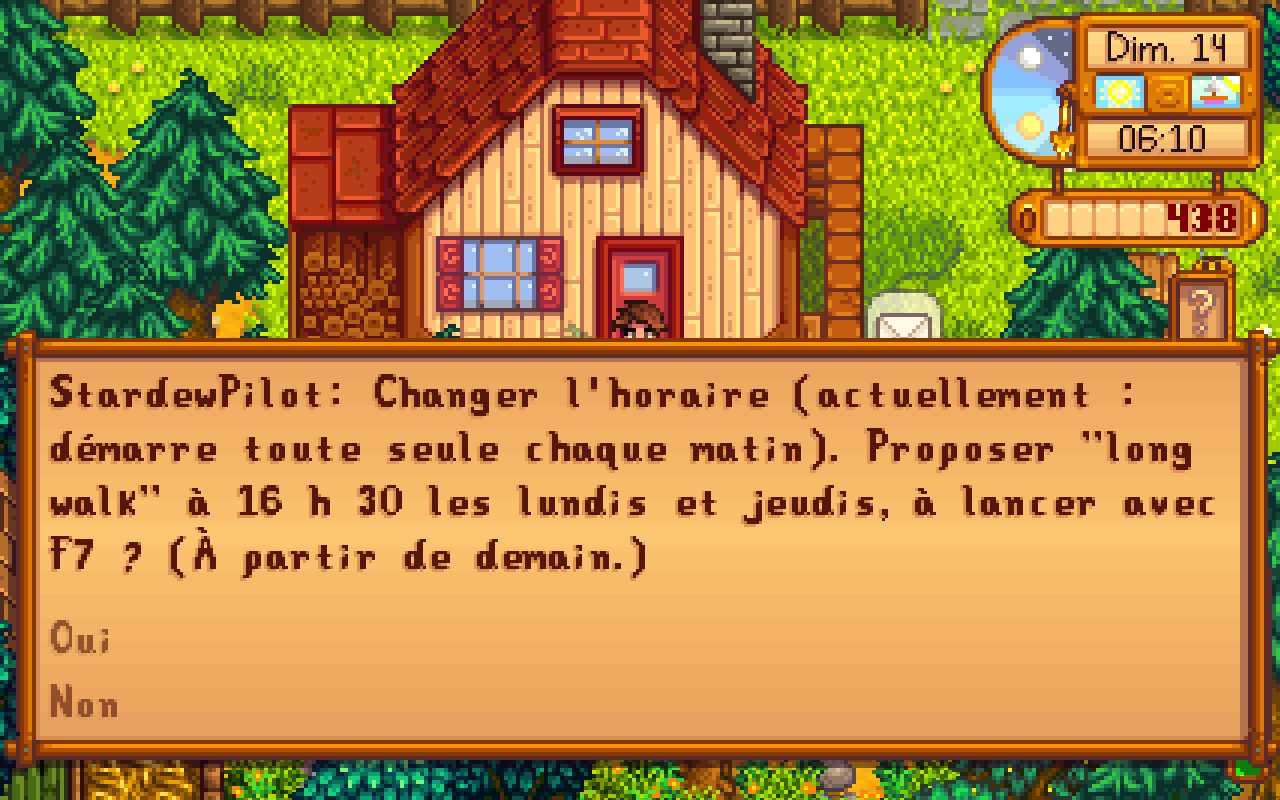 Dim. 14
06:10
438
StardewPilot: Changer l'horaire (actuellement :
démarre toute seule chaque matin). Proposer "long
walk" à 16 h 30 les lundis et jeudis, à lancer avec
F7 ? (À partir de demain.)
Oui
Non